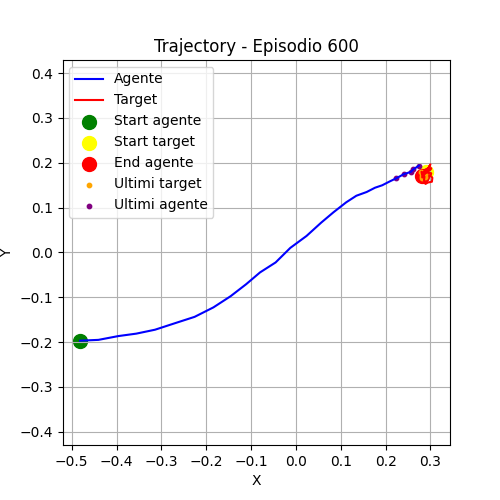 Trajectory - Episodio 600
Agente
Target
Start agente
Start target
End agente
Ultimi target
Ultimi agente
0.4
0.3
0.2
0.1
0.0
−0.1
−0.2
−0.3
−0.4
Y
−0.5 −0.4 −0.3 −0.2 −0.1 0.0 0.1 0.2 0.3
X